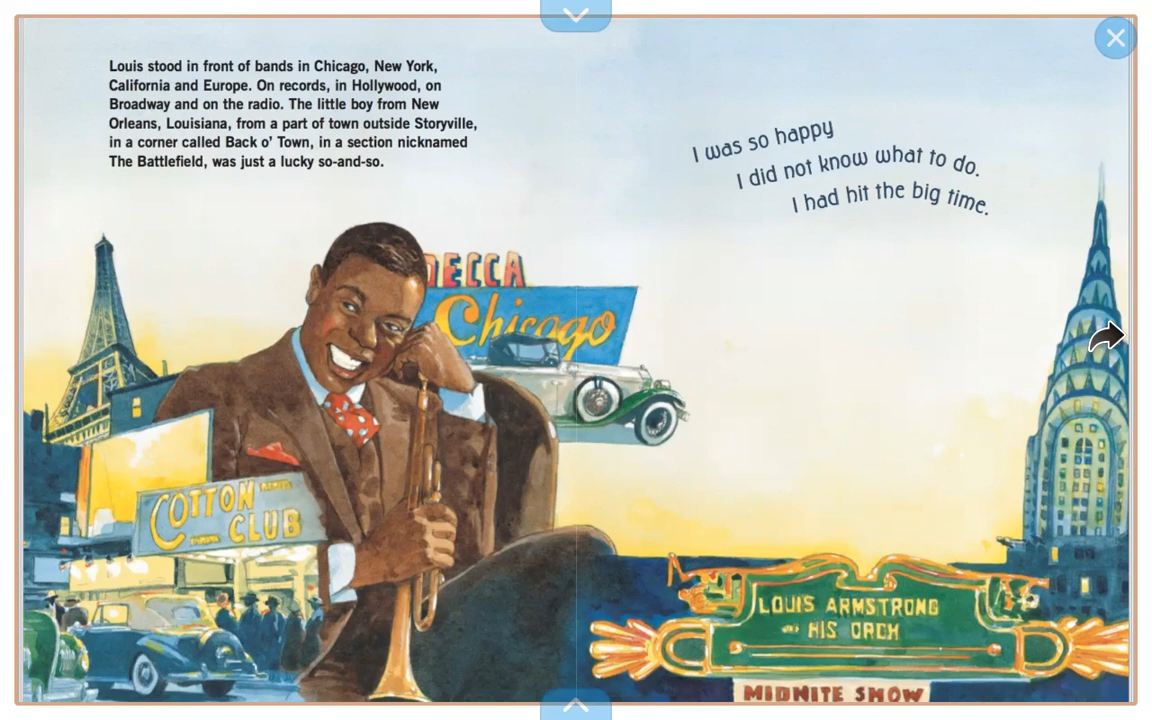 Louis stood in front of bands in Chicago, New York,
California and Europe. On records, in Hollywood, on
Broadway and on the radio. The little boy from New
Orleans, Louisiana, from a part of town outside Storyville,
in a corner called Back o’ Town, in a section nicknamed
The Battlefield, was just a lucky so-and-so.
I was so happy
I did not know what to do.
I had hit the big time.
DECCA
Chicago
COTTON
CLUB
LOUIS ARMSTRONG
AND HIS ORCH
MIDNITE SHOW